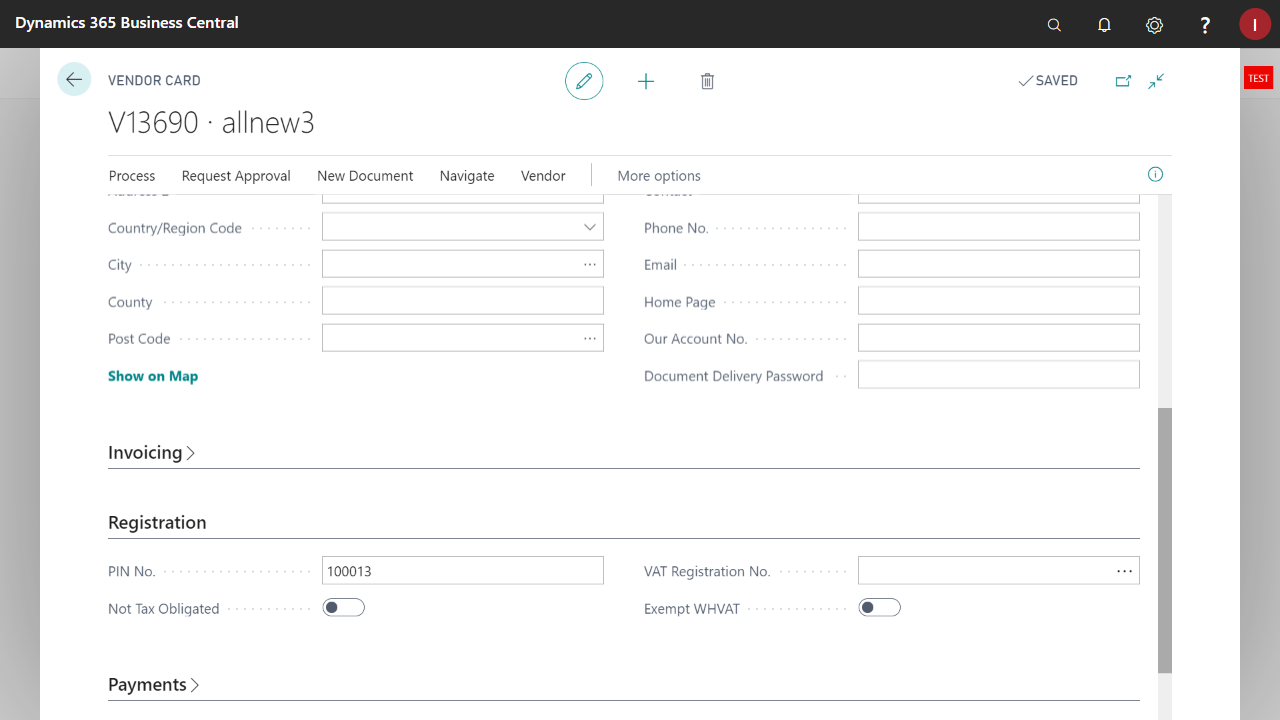 Dynamics 365 Business Central
?
I
TEST
VENDOR CARD
SAVED
V13690 · allnew3
Process
Request Approval
New Document
Navigate
Vendor
More options
Country/Region Code
Phone No.
City
Email
County
Home Page
Post Code
Our Account No.
Show on Map
Document Delivery Password
Invoicing
Registration
PIN No.
100013
VAT Registration No.
Not Tax Obligated
Exempt WHVAT
Payments